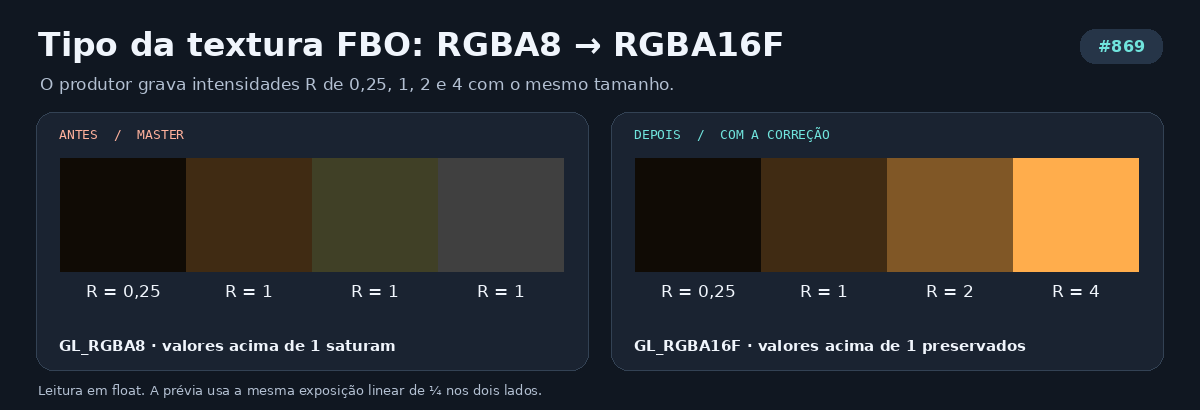 Tipo da textura FBO: RGBA8 → RGBA16F
#869
O produtor grava intensidades R de 0,25, 1, 2 e 4 com o mesmo tamanho.
ANTES / MASTER
R = 0,25 R = 1 R = 1 R = 1
GL_RGBA8 · valores acima de 1 saturam
DEPOIS / COM A CORREÇÃO
R = 0,25 R = 1 R = 2 R = 4
GL_RGBA16F · valores acima de 1 preservados
Leitura em float. A prévia usa a mesma exposição linear de ¼ nos dois lados.